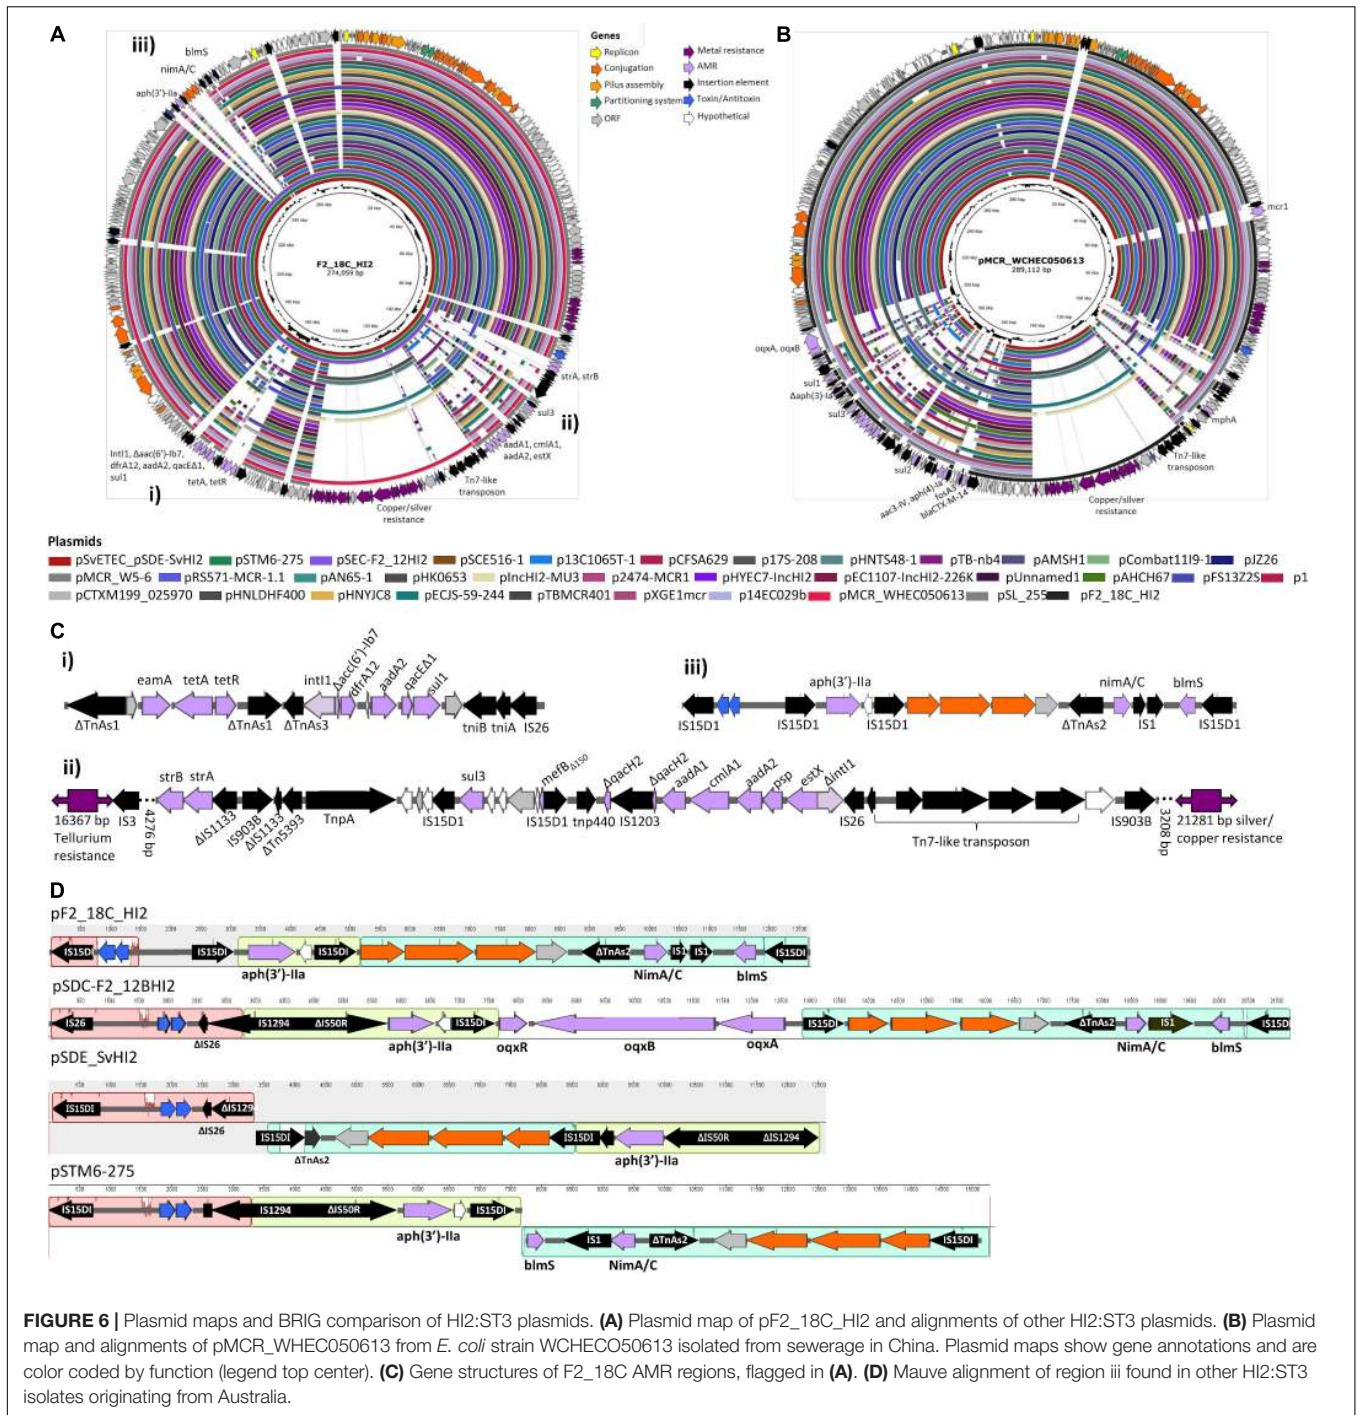 A
iii)
blmS
nimA/C
aph(3')-IIa
F2_18C_HI2
274,059 bp
strA, strB
sul3
ii)
aadA1, cmlA1,
aadA2, estX
Tn7-like
transposon
Copper/silver
resistance
IntI1, Δaac(6')-Ib7,
dfrA12, aadA2, qacEΔ1,
sul1
tetA, tetR
i)
Genes
Replicon
Conjugation
Pilus assembly
Partitioning system
ORF
Metal resistance
AMR
Insertion element
Toxin/Antitoxin
Hypothetical
B
mcr1
pMCR_WCHEC050613
289,112 bp
oqxA, oqxB
sul1
Δaph(3)-Ia
sul3
sul2
aac3-IV, aph(4)-Ia
fosA3
blaCTX-M-14
mphA
Tn7-like
transposon
Copper/silver
resistance
Plasmids
pSvETEC_pSDE-SvHI2 pSTM6-275 pSEC-F2_12HI2 pSCE516-1 p13C1065T-1 pCFSA629 p17S-208 pHNTS48-1 pTB-nb4 pAMSH1 pCombat11I9-1 pJZ26
pMCR_W5-6 pRS571-MCR-1.1 pAN65-1 pHK0653 pIncHI2-MU3 p2474-MCR1 pHYEC7-IncHI2 pEC1107-IncHI2-226K pUnnamed1 pAHCH67 pFS13Z2S p1
pCTXM199_025970 pHNLDHF400 pHNYJC8 pECJS-59-244 pTBMCR401 pXGE1mcr p14EC029b pMCR_WHEC050613 pSL_255 pF2_18C_HI2
C
i)
eamA tetA tetR intI1 Δacc(6')-Ib7 dfrA12 aadA2 qacEΔ1 sul1
ΔTnAs1 ΔTnAs1 ΔTnAs3 tniB tniA IS26
iii)
aph(3')-IIa nimA/C blmS
IS15D1 IS15D1 IS15D1 ΔTnAs2 IS1 IS15D1
ii)
strB strA sul3 mefBΔ150 ΔqacH2 ΔqacH2 aadA1 cmlA1 aadA2 psp estX ΔIntI1
16367 bp
Tellurium
resistance
IS3 4276 bp ΔIS1133 IS903B ΔIS1133 ΔTn5393 TnpA IS15D1 IS15D1 tnp440 IS1203 IS26 Tn7-like transposon IS903B 3208 bp
21281 bp silver/
copper resistance
D
pF2_18C_HI2
IS15DI IS15DI IS15DI ΔTnAs2 IS1 IS1 IS15DI
aph(3')-IIa NimA/C blmS
pSDC-F2_12BHI2
IS26 IS1294 ΔIS50R IS15DI IS15DI ΔTnAs2 IS1 IS15DI
ΔIS26 aph(3')-IIa oqxR oqxB oqxA NimA/C blmS
pSDE_SvHI2
IS15DI ΔIS129
ΔIS26
IS15DI IS15DI ΔIS50R ΔIS1294
ΔTnAs2 aph(3')-IIa
pSTM6-275
IS15DI IS1294 ΔIS50R IS15DI
aph(3')-IIa
IS1 ΔTnAs2 IS15DI
blmS NimA/C
FIGURE 6 | Plasmid maps and BRIG comparison of HI2:ST3 plasmids. (A) Plasmid map of pF2_18C_HI2 and alignments of other HI2:ST3 plasmids. (B) Plasmid
map and alignments of pMCR_WHEC050613 from E. coli strain WCHECO50613 isolated from sewerage in China. Plasmid maps show gene annotations and are
color coded by function (legend top center). (C) Gene structures of F2_18C AMR regions, flagged in (A). (D) Mauve alignment of region iii found in other HI2:ST3
isolates originating from Australia.